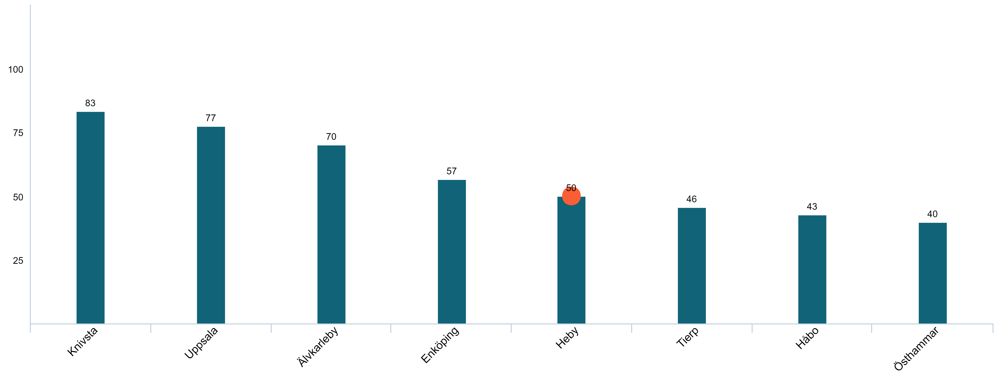 100
75
50
25
83
77
70
57
50
46
43
40
Knivsta
Uppsala
Älvkarleby
Enköping
Heby
Tierp
Håbo
Östhammar